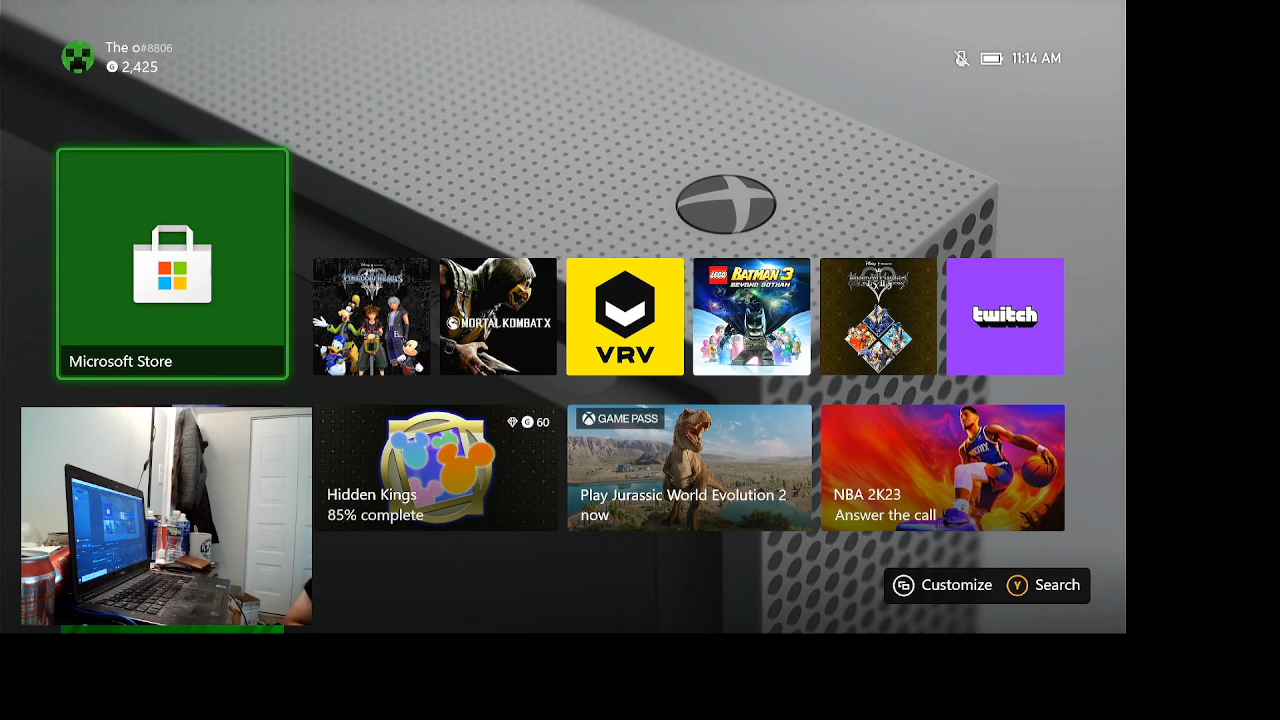 The o#8806
G 2,425
11:14 AM
Microsoft Store
KINGDOM HEARTS
MORTAL KOMBAT X
VRV
LEGO BATMAN 3
BEYOND GOTHAM
twitch
G 60
Hidden Kings
85% complete
GAME PASS
Play Jurassic World Evolution 2
now
NBA 2K23
Answer the call
Customize
Y Search